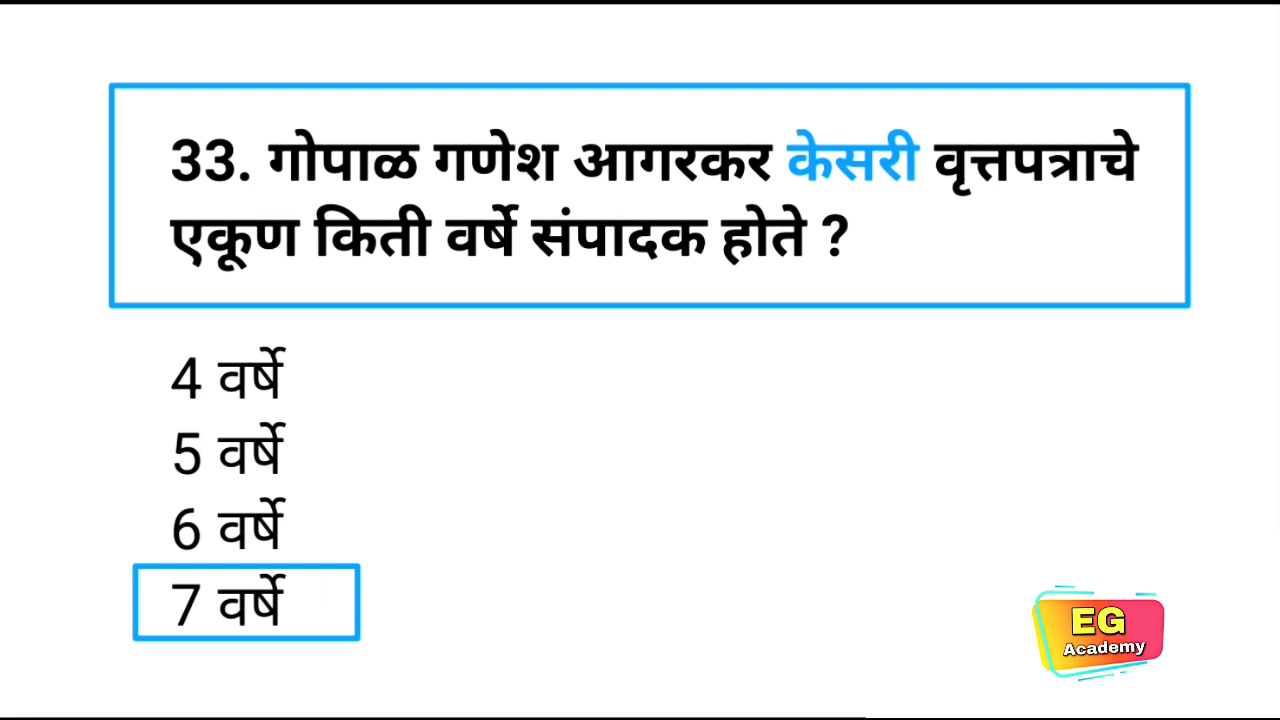 33. गोपाळ गणेश आगरकर केसरी वृत्तपत्राचे
एकूण किती वर्षे संपादक होते ?
4 वर्षे
5 वर्षे
6 वर्षे
7 वर्षे
EG
Academy